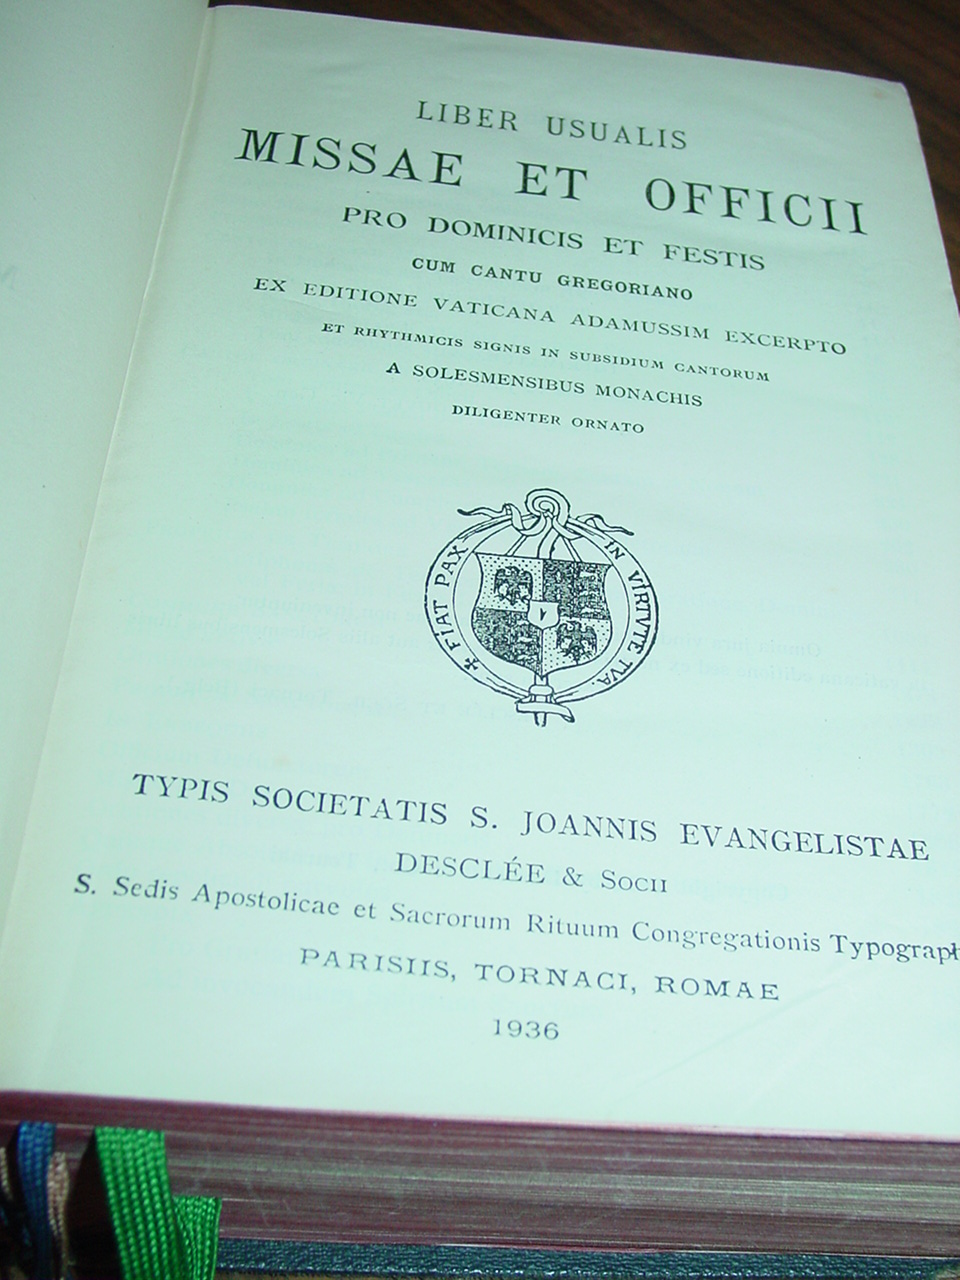 LIBER USUALIS
MISSAE ET OFFICII
PRO DOMINICIS ET FESTIS
CUM CANTU GREGORIANO
EX EDITIONE VATICANA ADAMUSSIM EXCERPTO
ET RHYTHMICIS SIGNIS IN SUBSIDIUM CANTORUM
A SOLESMENSIBUS MONACHIS
DILIGENTER ORNATO
✠ FIAT PAX IN VIRTVTE TVA.
TYPIS SOCIETATIS S. JOANNIS EVANGELISTAE
DESCLÉE & SOCII
S. Sedis Apostolicae et Sacrorum Rituum Congregationis Typograph
PARISIIS, TORNACI, ROMAE
1936